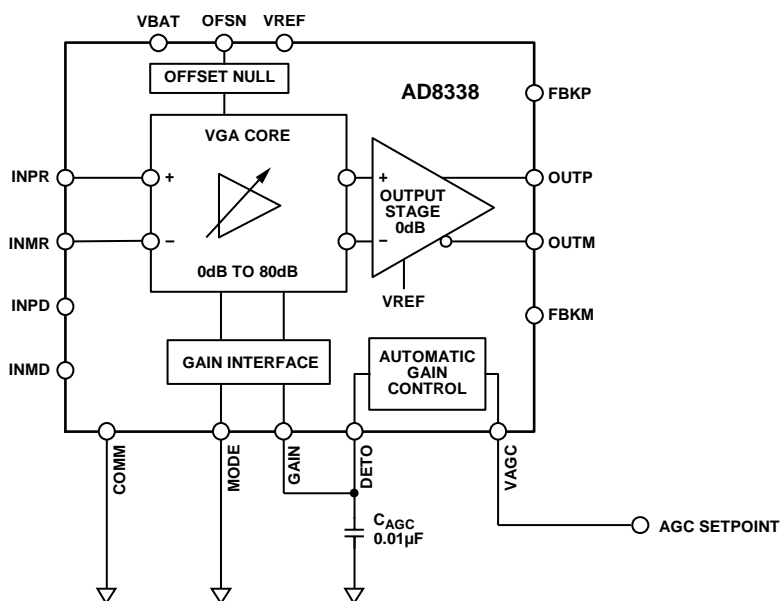 VBAT OFSN VREF
OFFSET NULL
AD8338
FBKP
VGA CORE
INPR
+
+
OUTPUT
STAGE
0dB
OUTP
INMR
−
−
OUTM
0dB TO 80dB
VREF
INPD
FBKM
GAIN INTERFACE
AUTOMATIC
GAIN
CONTROL
INMD
COMM
MODE
GAIN
DETO
VAGC
CAGC
0.01µF
AGC SETPOINT